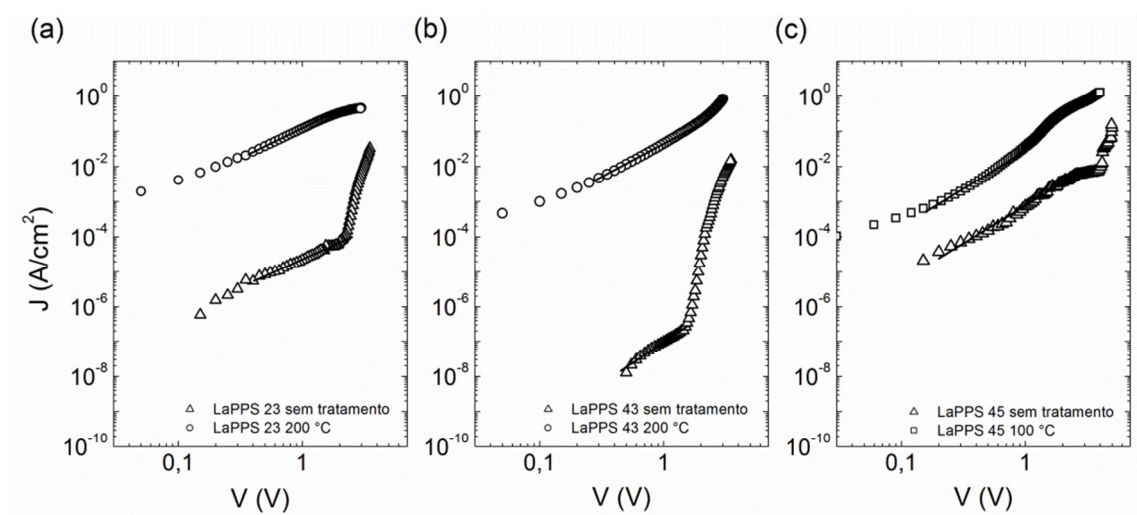 (a)
(b)
(c)
J (A/cm²)
10⁰
10⁻²
10⁻⁴
10⁻⁶
10⁻⁸
10⁻¹⁰
LaPPS 23 sem tratamento
LaPPS 23 200 °C
0,1
1
V (V)
10⁰
10⁻²
10⁻⁴
10⁻⁶
10⁻⁸
10⁻¹⁰
LaPPS 43 sem tratamento
LaPPS 43 200 °C
0,1
1
V (V)
10⁰
10⁻²
10⁻⁴
10⁻⁶
10⁻⁸
10⁻¹⁰
LaPPS 45 sem tratamento
LaPPS 45 100 °C
0,1
1
V (V)